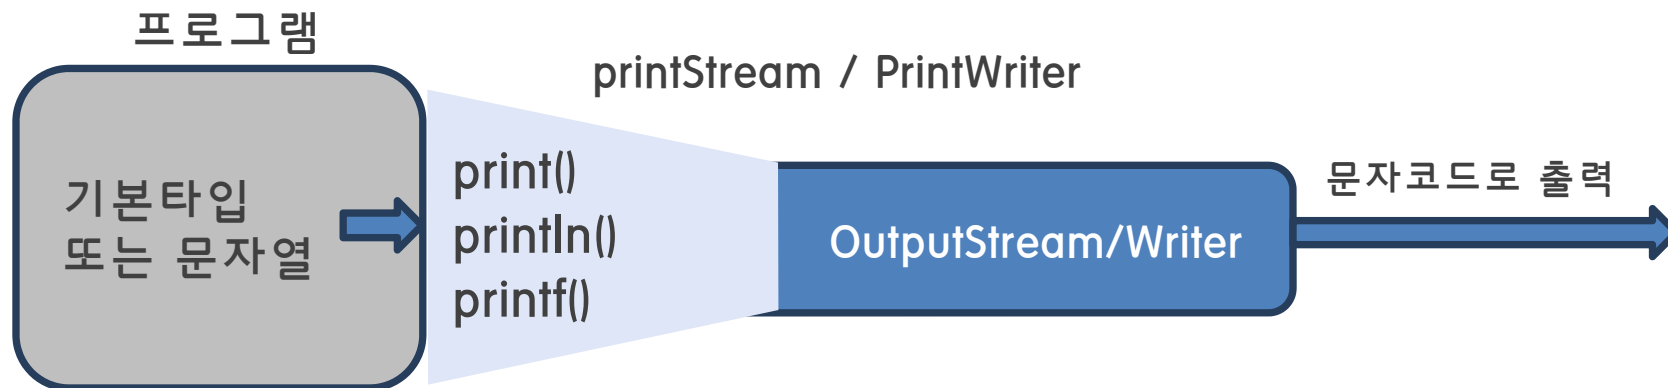 프로그램
printStream / PrintWriter
기본타입
또는 문자열
print()
println()
printf()
OutputStream/Writer
문자코드로 출력